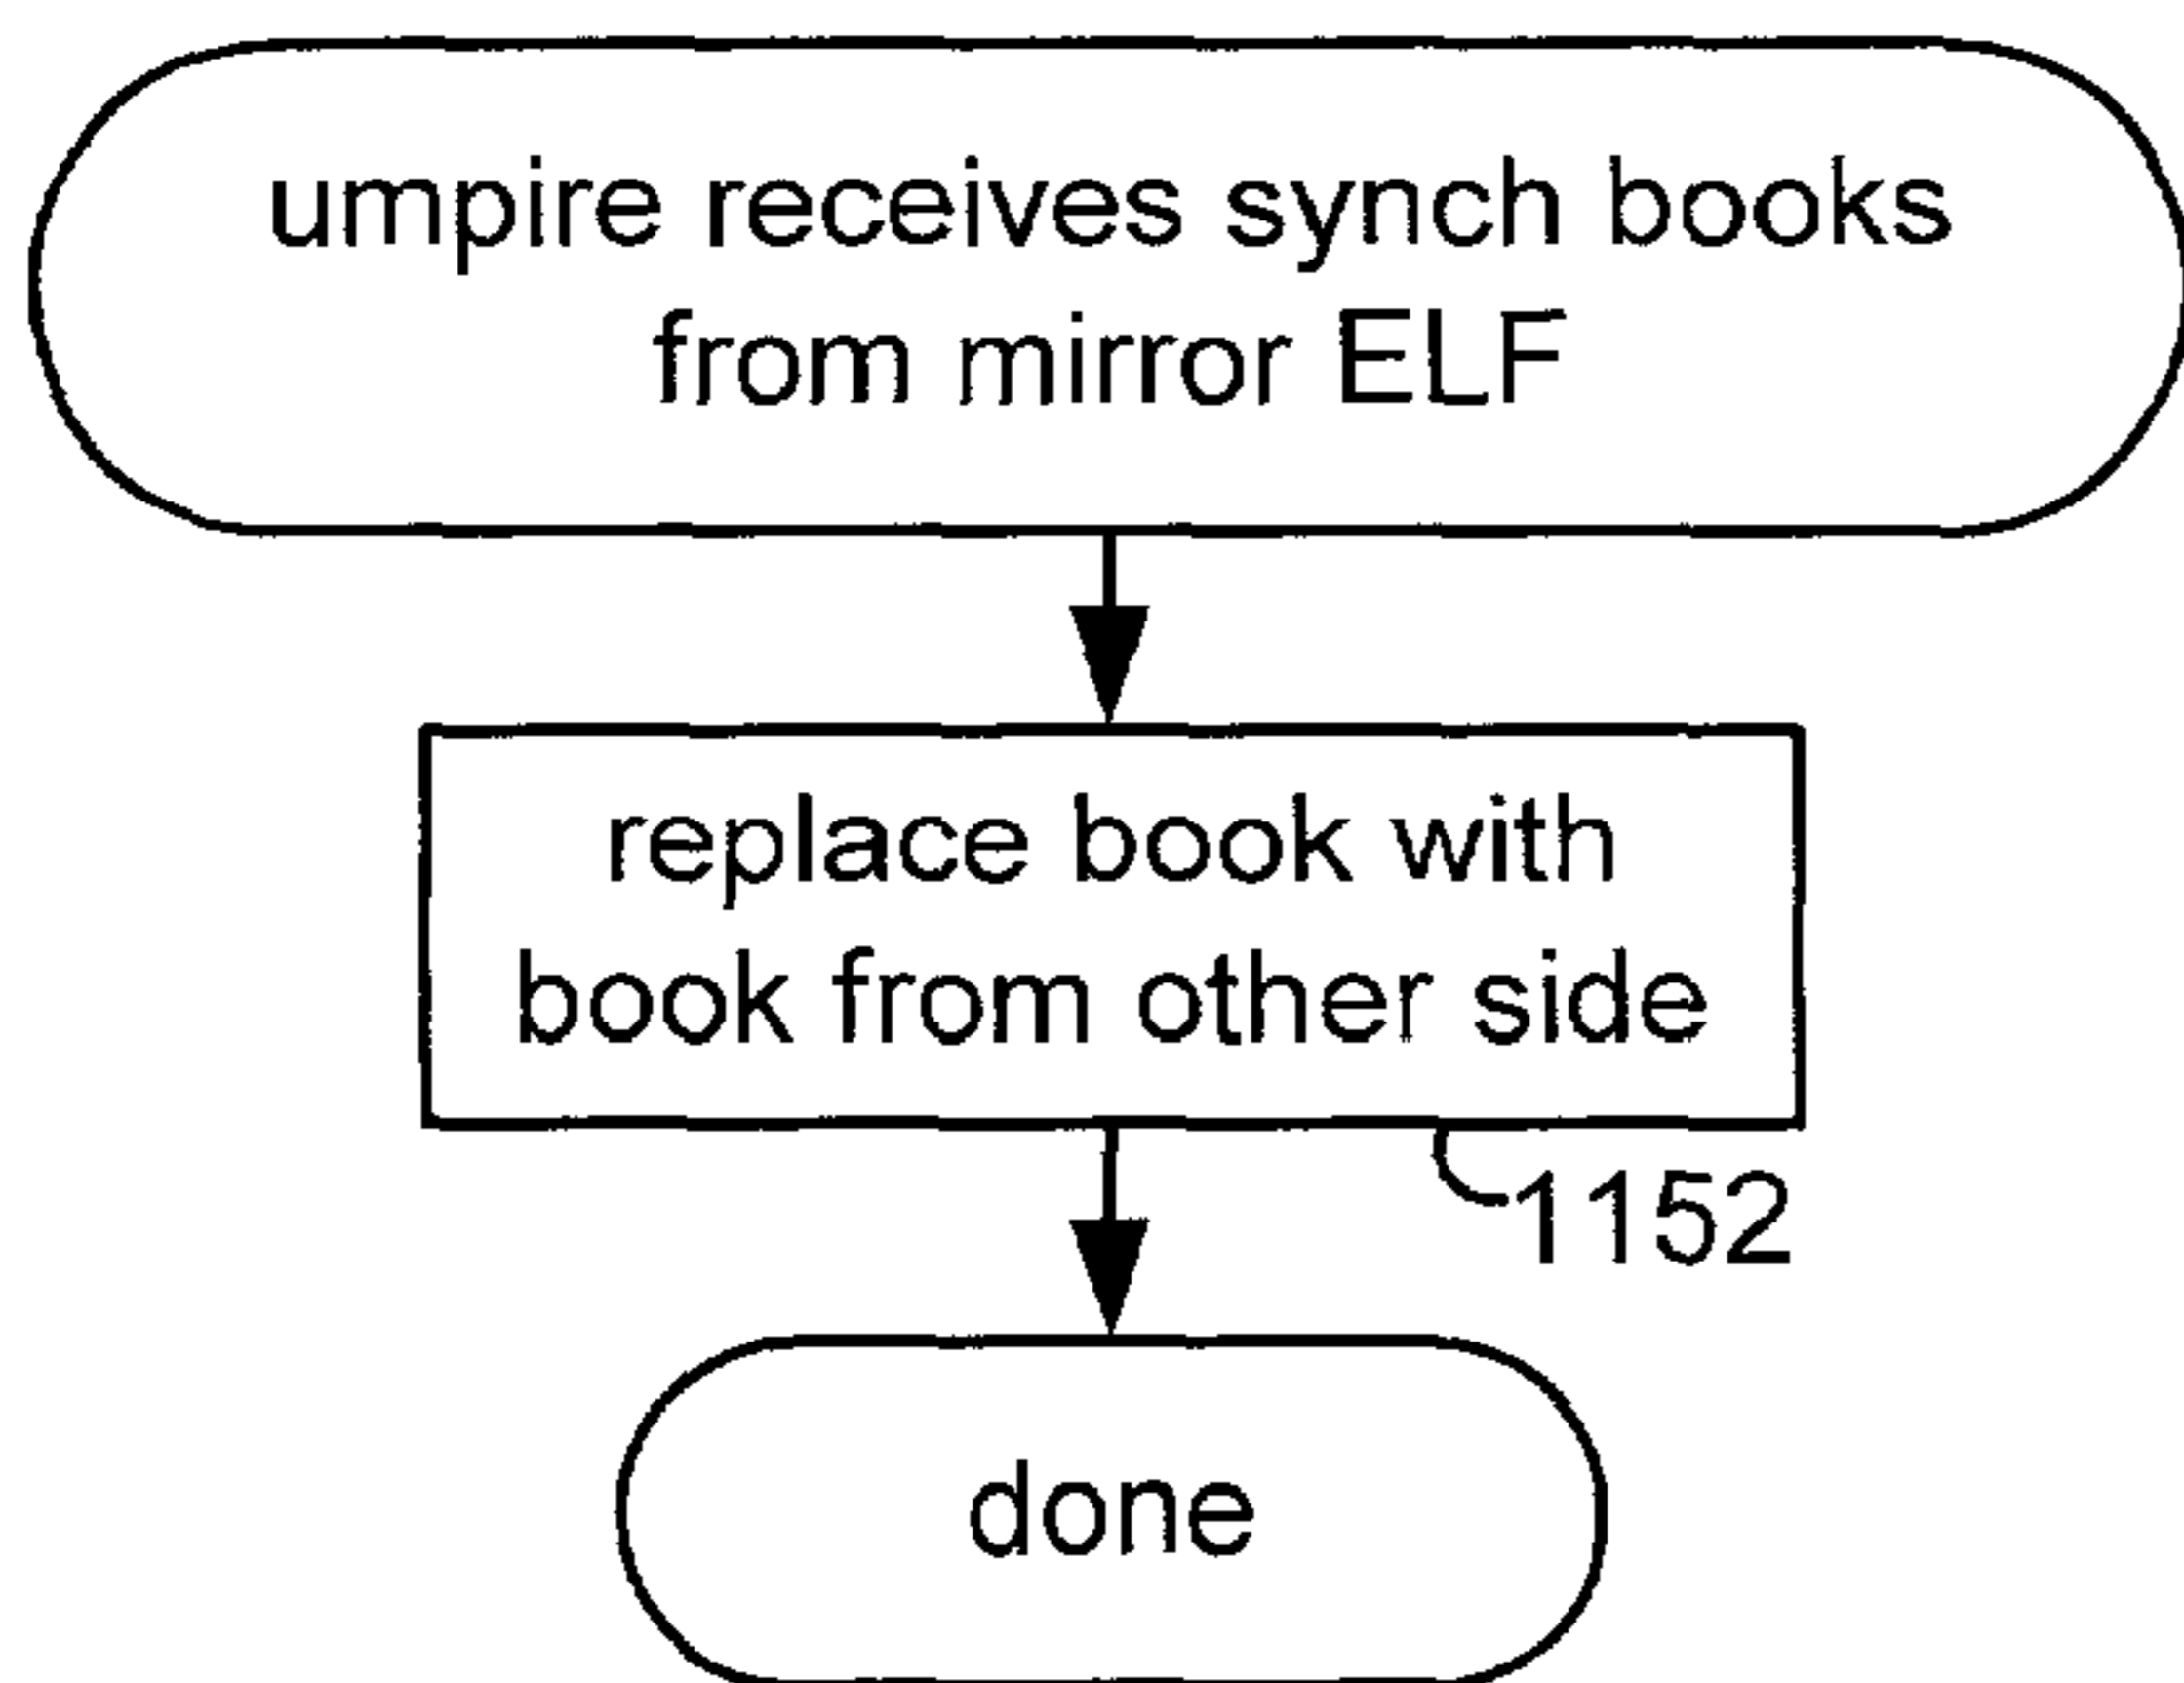 umpire receives synch books
from mirror ELF
replace book with
book from other side
1152
done